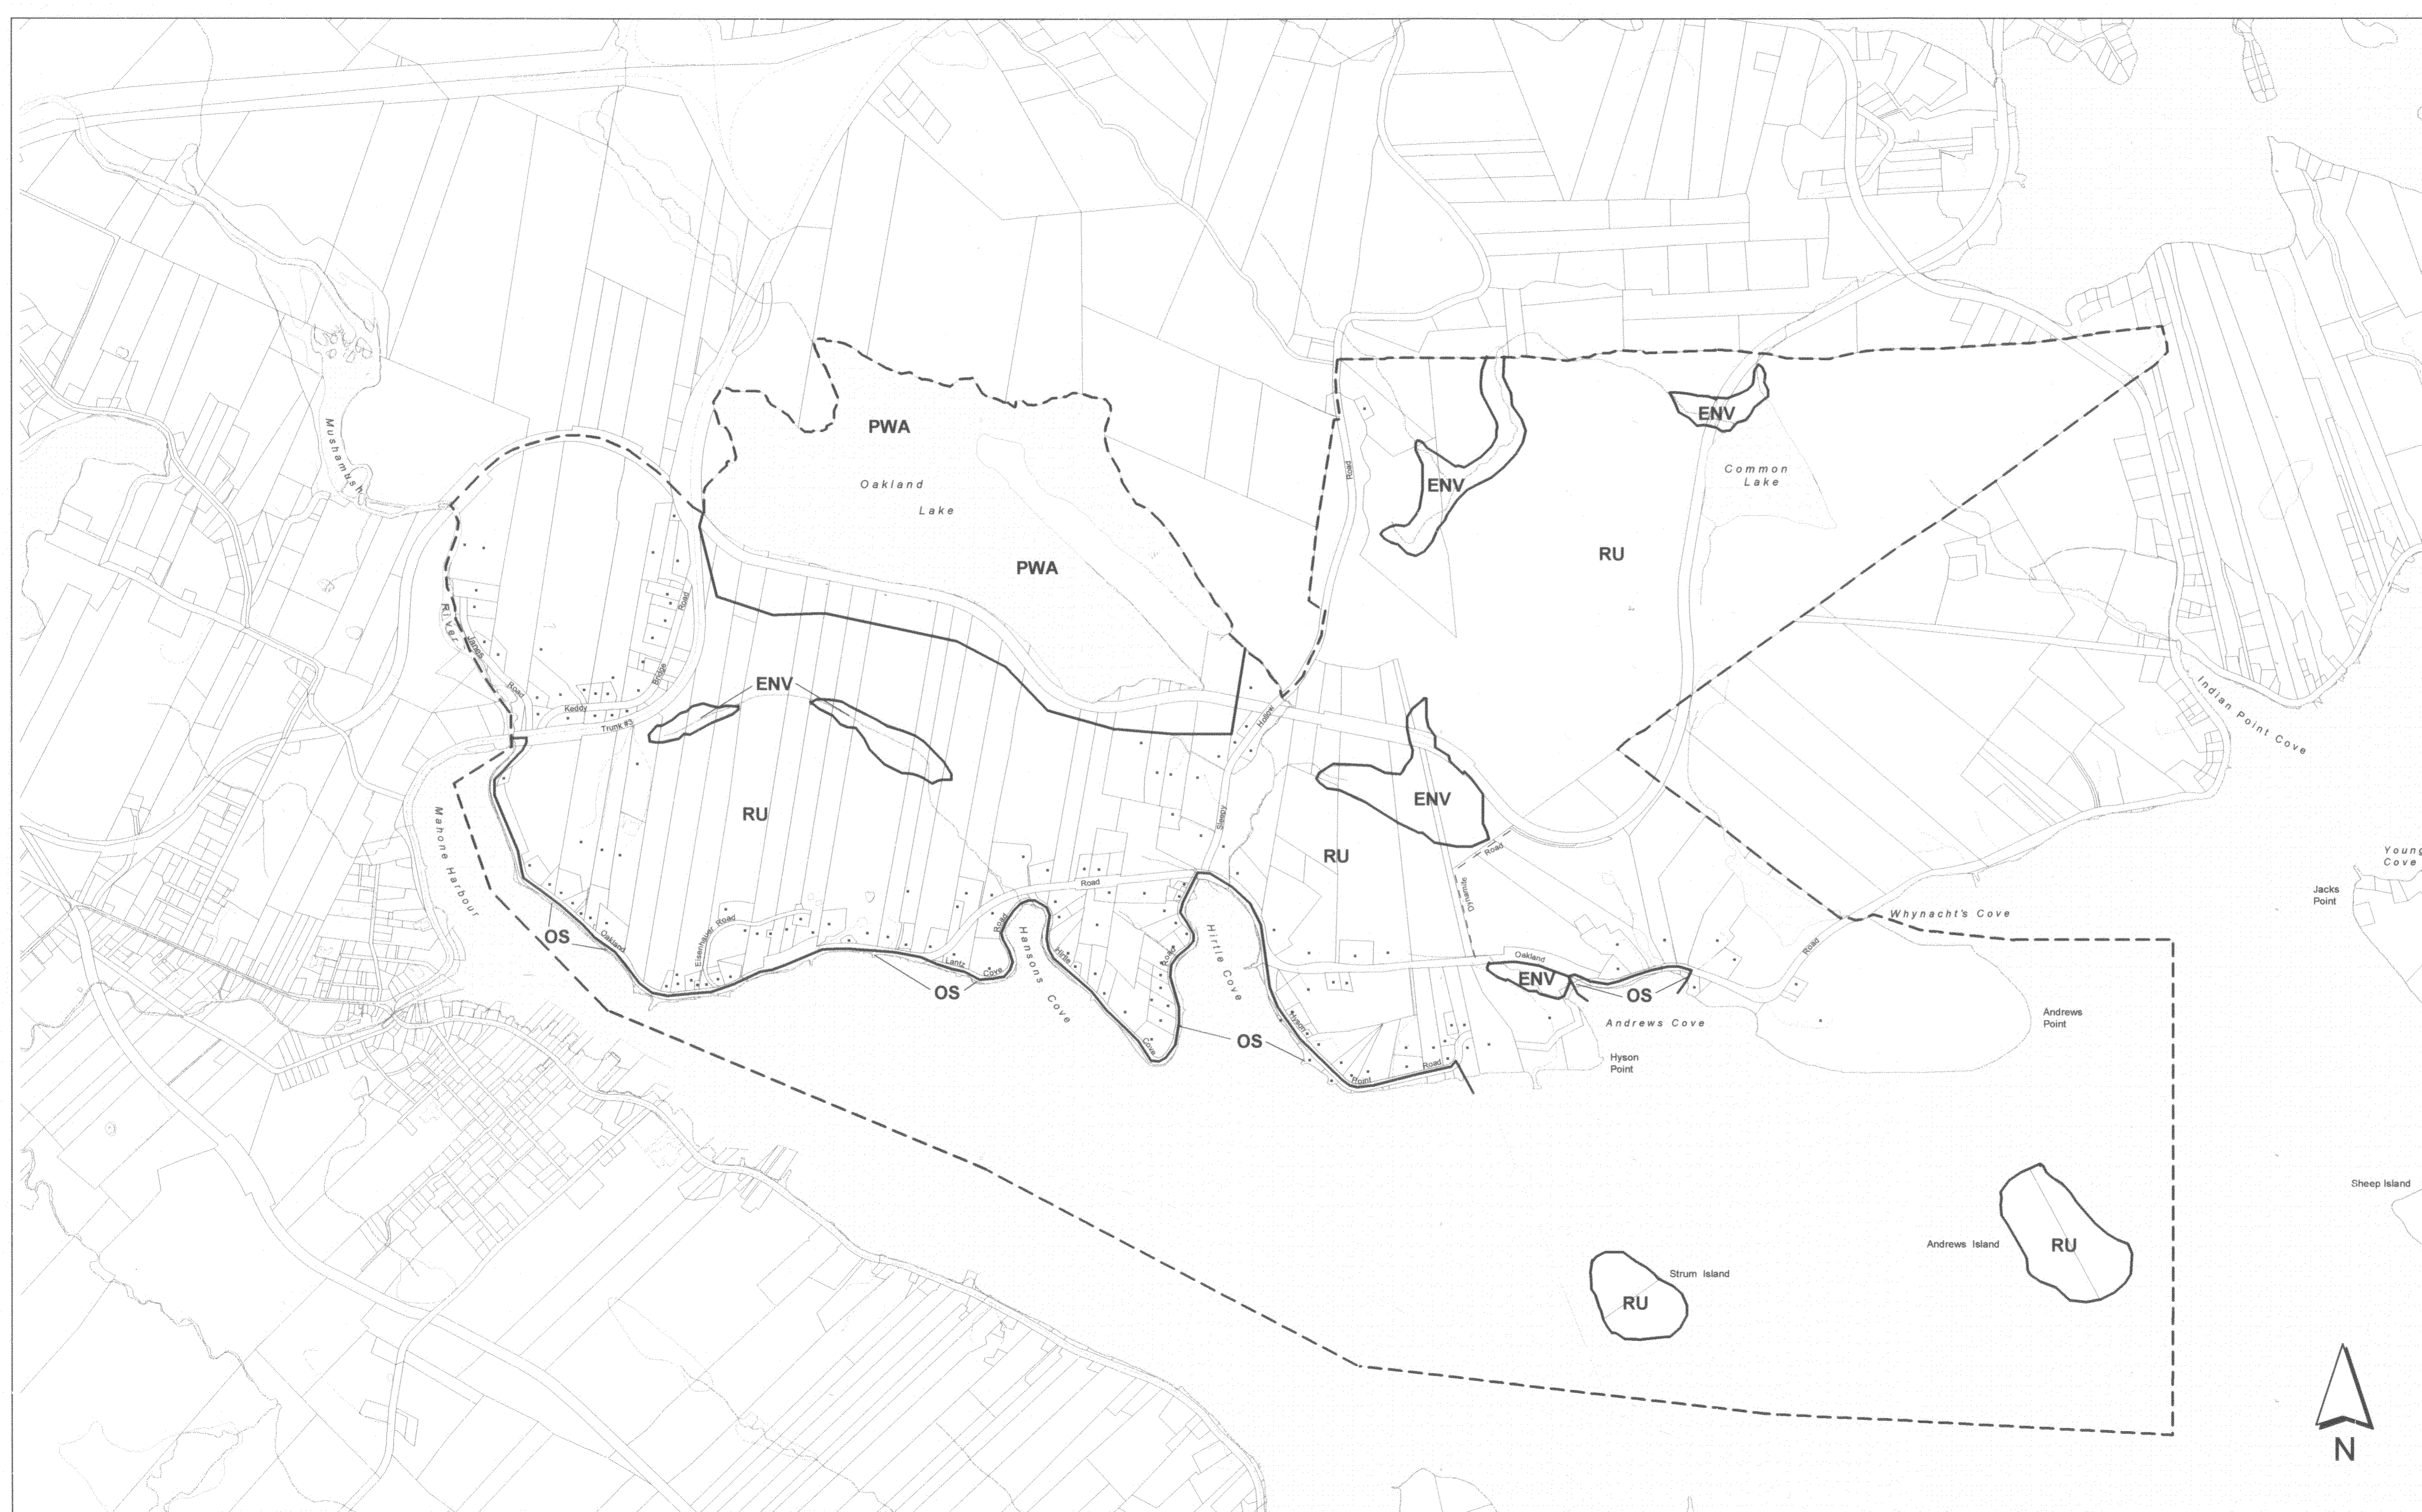 PWA
ENV
Mushamush
Oakland
Lake
Common
Lake
ENV
Road
PWA
RU
River
Janes
Road
Road
Bridge
Keddy
Trunk #3
ENV
Hollow
Indian Point Cove
RU
ENV
Mahone Harbour
Sleepy
RU
Road
Dynamite
Young
Cove
Jacks
Point
Whynacht's Cove
Road
OS
Oakland
Eisenhauer Road
Road
Lantz
Cove
OS
Hansons Cove
Hirtle
Road
Cove
Hirtle Cove
OS
Oakland
ENV
OS
Road
Andrews Cove
Andrews
Point
Hyson
Point
Road
Hyson
Point
Sheep Island
Andrews Island
RU
Strum Island
RU
N